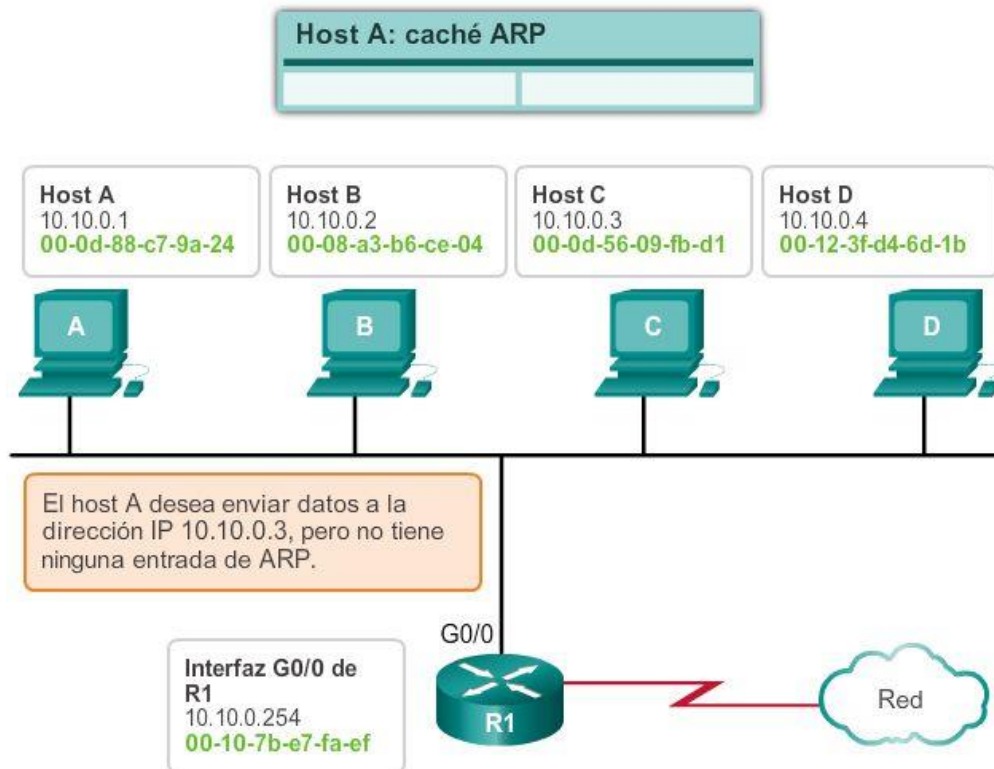 Host A: caché ARP
Host A
10.10.0.1
00-0d-88-c7-9a-24
Host B
10.10.0.2
00-08-a3-b6-ce-04
Host C
10.10.0.3
00-0d-56-09-fb-d1
Host D
10.10.0.4
00-12-3f-d4-6d-1b
A
B
C
D
El host A desea enviar datos a la
dirección IP 10.10.0.3, pero no tiene
ninguna entrada de ARP.
G0/0
Interfaz G0/0 de
R1
10.10.0.254
00-10-7b-e7-fa-ef
R1
Red